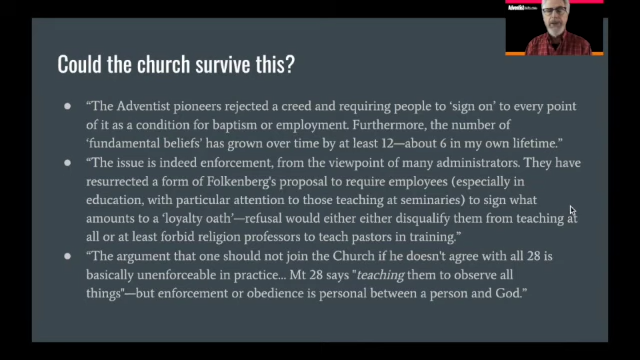 Adventist
Could the church survive this?
● “The Adventist pioneers rejected a creed and requiring people to ‘sign on’ to every point
of it as a condition for baptism or employment. Furthermore, the number of
‘fundamental beliefs’ has grown over time by at least 12—about 6 in my own lifetime.”
● “The issue is indeed enforcement, from the viewpoint of many administrators. They have
resurrected a form of Folkenberg's proposal to require employees (especially in
education, with particular attention to those teaching at seminaries) to sign what
amounts to a ‘loyalty oath’—refusal would either either disqualify them from teaching at
all or at least forbid religion professors to teach pastors in training.”
● “The argument that one should not join the Church if he doesn't agree with all 28 is
basically unenforceable in practice... Mt 28 says "teaching them to observe all
things"—but enforcement or obedience is personal between a person and God.”